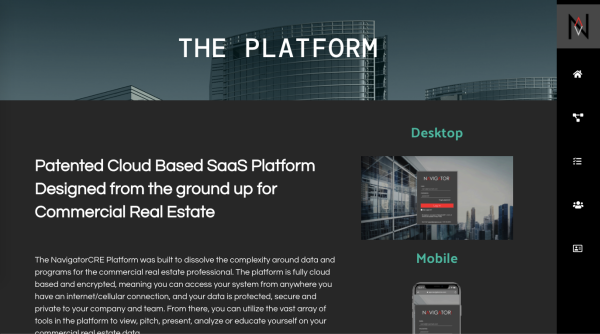 THE PLATFORM
Desktop
Patented Cloud Based SaaS Platform
Designed from the ground up for
Commercial Real Estate
N VIG TOR
Mobile
The NavigatorCRE Platform was built to dissolve the complexity around data and
programs for the commercial real estate professional. The platform is fully cloud
based and encrypted, meaning you can access your system from anywhere you
have an internet/cellular connection, and your data is protected, secure and
private to your company and team. From there, you can utilize the vast array of
tools in the platform to view, pitch, present, analyze or educate yourself on your
commercial real estate data.